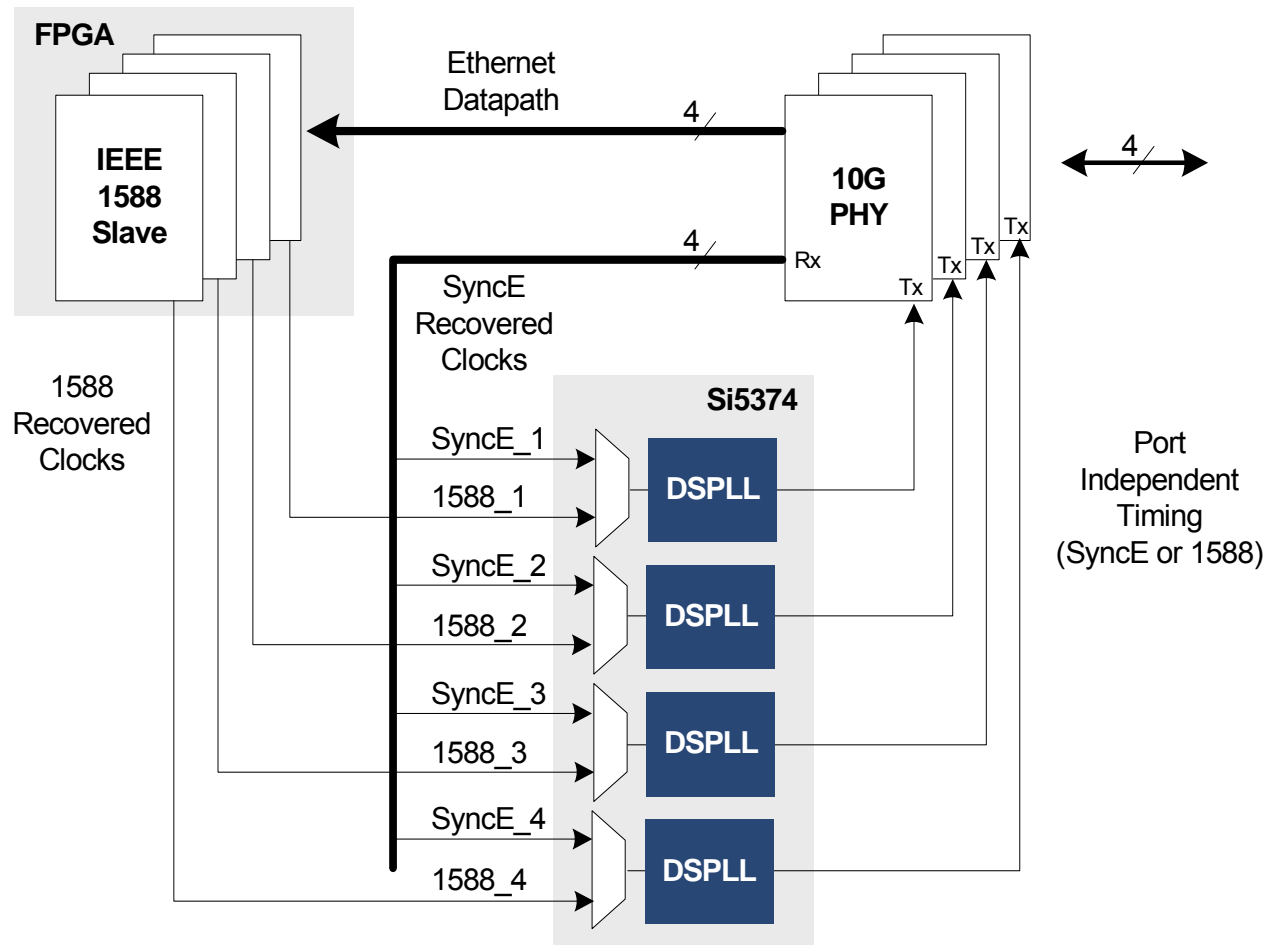 FPGA
IEEE
1588
Slave
Ethernet
Datapath
4
10G
PHY
4
4
Rx
Tx
Tx
Tx
Tx
SyncE
Recovered
Clocks
1588
Recovered
Clocks
Si5374
SyncE_1
1588_1
DSPLL
SyncE_2
1588_2
DSPLL
SyncE_3
1588_3
DSPLL
SyncE_4
1588_4
DSPLL
Port
Independent
Timing
(SyncE or 1588)